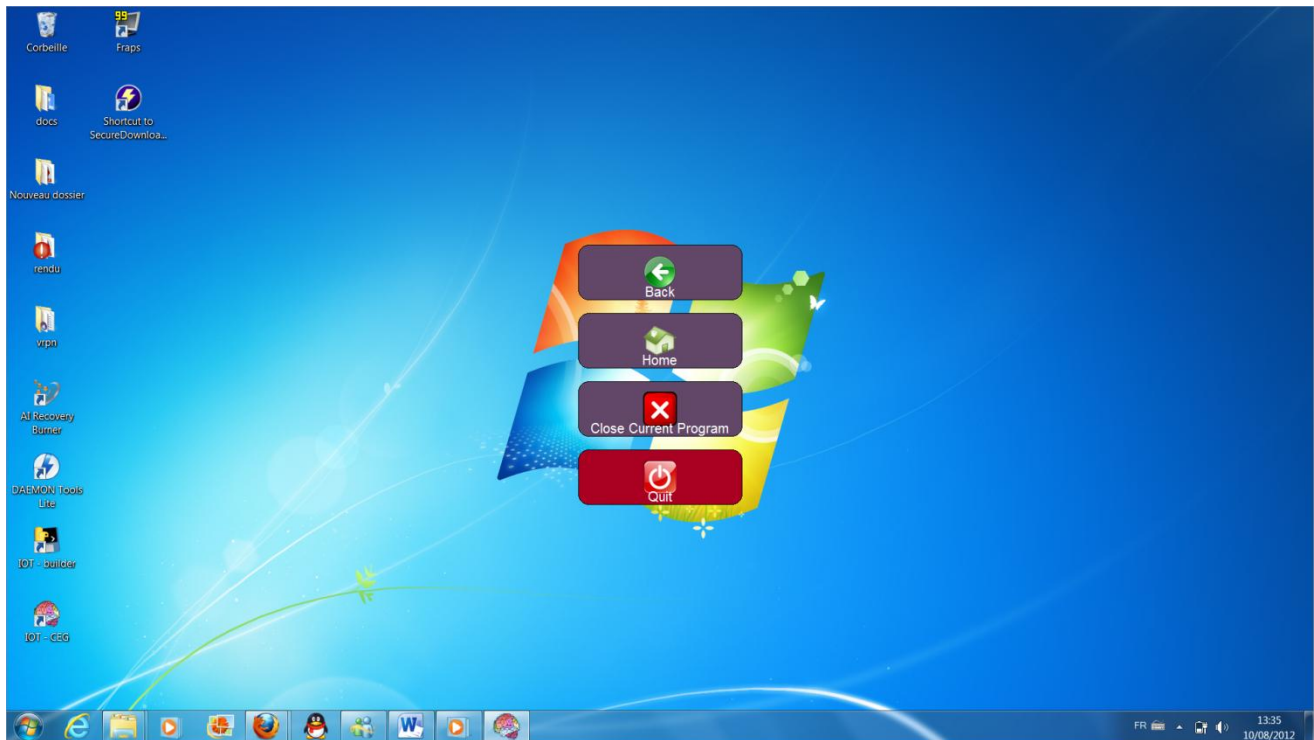 Corbeille
99
Fraps
docs
Shortcut to
SecureDownloa...
Nouveau dossier
rendu
vrpn
AI Recovery
Burner
DAEMON Tools
Lite
IOT - builder
IOT - CEG
Back
Home
Close Current Program
Quit
W
FR
13:35
10/08/2012